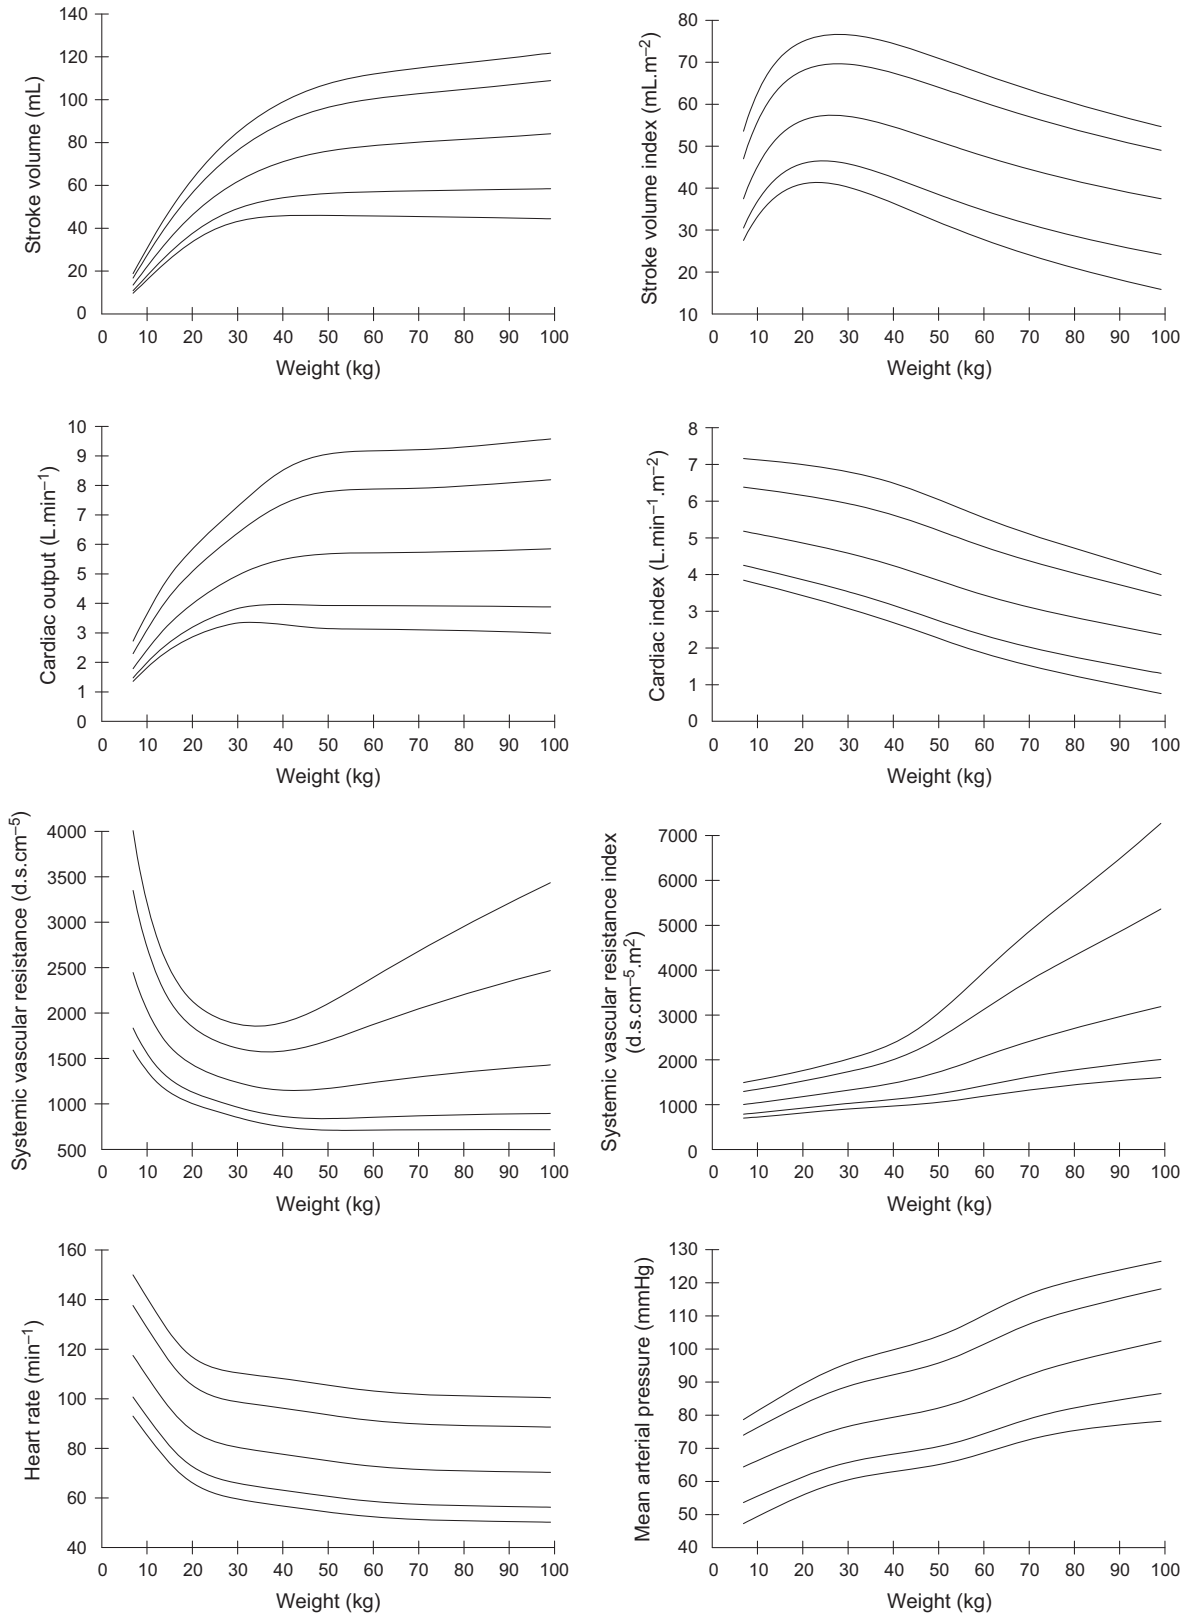 Stroke volume (mL)
140
120
100
80
60
40
20
0
0 10 20 30 40 50 60 70 80 90 100
Weight (kg)
Stroke volume index (mL.m−2)
80
70
60
50
40
30
20
10
0 10 20 30 40 50 60 70 80 90 100
Weight (kg)
Cardiac output (L.min−1)
10
9
8
7
6
5
4
3
2
1
0
0 10 20 30 40 50 60 70 80 90 100
Weight (kg)
Cardiac index (L.min−1.m−2)
8
7
6
5
4
3
2
1
0
0 10 20 30 40 50 60 70 80 90 100
Weight (kg)
Systemic vascular resistance (d.s.cm−5)
4000
3500
3000
2500
2000
1500
1000
500
0 10 20 30 40 50 60 70 80 90 100
Weight (kg)
Systemic vascular resistance index
(d.s.cm−5.m2)
7000
6000
5000
4000
3000
2000
1000
0
0 10 20 30 40 50 60 70 80 90 100
Weight (kg)
Heart rate (min−1)
160
140
120
100
80
60
40
0 10 20 30 40 50 60 70 80 90 100
Weight (kg)
Mean arterial pressure (mmHg)
130
120
110
100
90
80
70
60
50
40
0 10 20 30 40 50 60 70 80 90 100
Weight (kg)